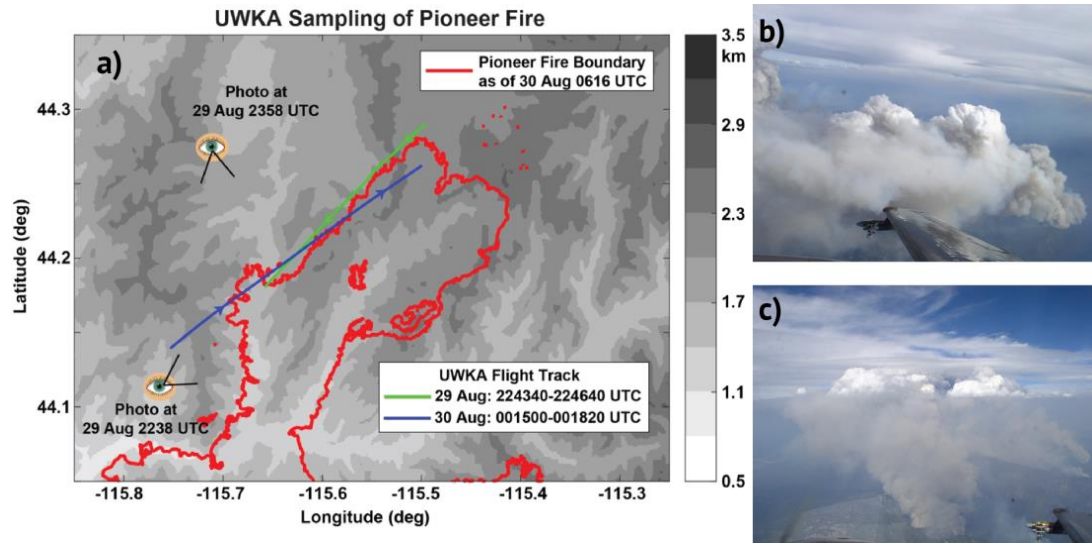 UWKA Sampling of Pioneer Fire
a)
Pioneer Fire Boundary
as of 30 Aug 0616 UTC
Photo at
29 Aug 2358 UTC
Photo at
29 Aug 2238 UTC
UWKA Flight Track
29 Aug: 224340-224640 UTC
30 Aug: 001500-001820 UTC
44.3
44.2
44.1
Latitude (deg)
-115.8
-115.7
-115.6
-115.5
-115.4
-115.3
Longitude (deg)
3.5
km
2.9
2.3
1.7
1.1
0.5
b)
c)